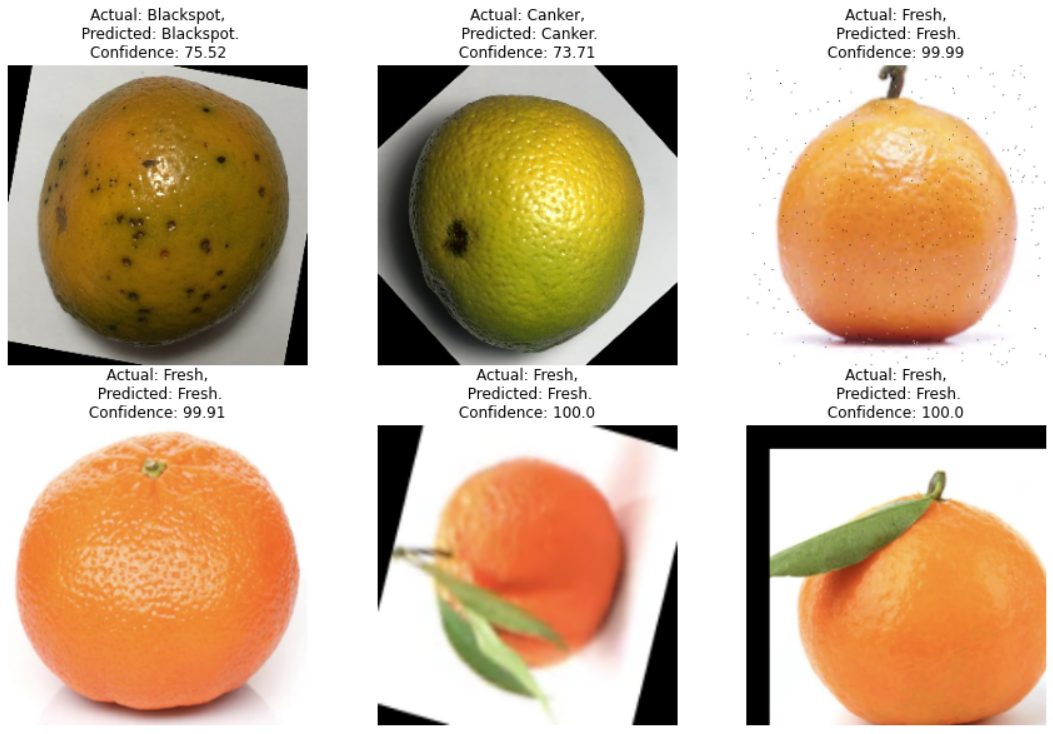 Actual: Blackspot,
Predicted: Blackspot.
Confidence: 75.52
Actual: Canker,
Predicted: Canker.
Confidence: 73.71
Actual: Fresh,
Predicted: Fresh.
Confidence: 99.99
Actual: Fresh,
Predicted: Fresh.
Confidence: 99.91
Actual: Fresh,
Predicted: Fresh.
Confidence: 100.0
Actual: Fresh,
Predicted: Fresh.
Confidence: 100.0